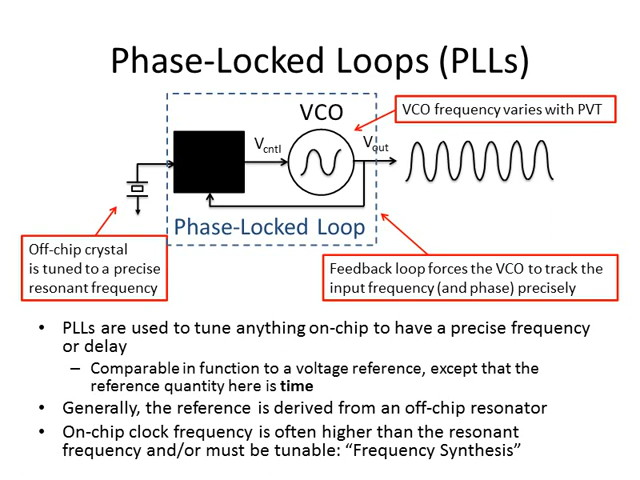 Phase-Locked Loops (PLLs)
VCO
VCO frequency varies with PVT
Vcntl
Vout
Phase-Locked Loop
Off-chip crystal
is tuned to a precise
resonant frequency
Feedback loop forces the VCO to track the
input frequency (and phase) precisely
• PLLs are used to tune anything on-chip to have a precise frequency
or delay
– Comparable in function to a voltage reference, except that the
reference quantity here is time
• Generally, the reference is derived from an off-chip resonator
• On-chip clock frequency is often higher than the resonant
frequency and/or must be tunable: “Frequency Synthesis”